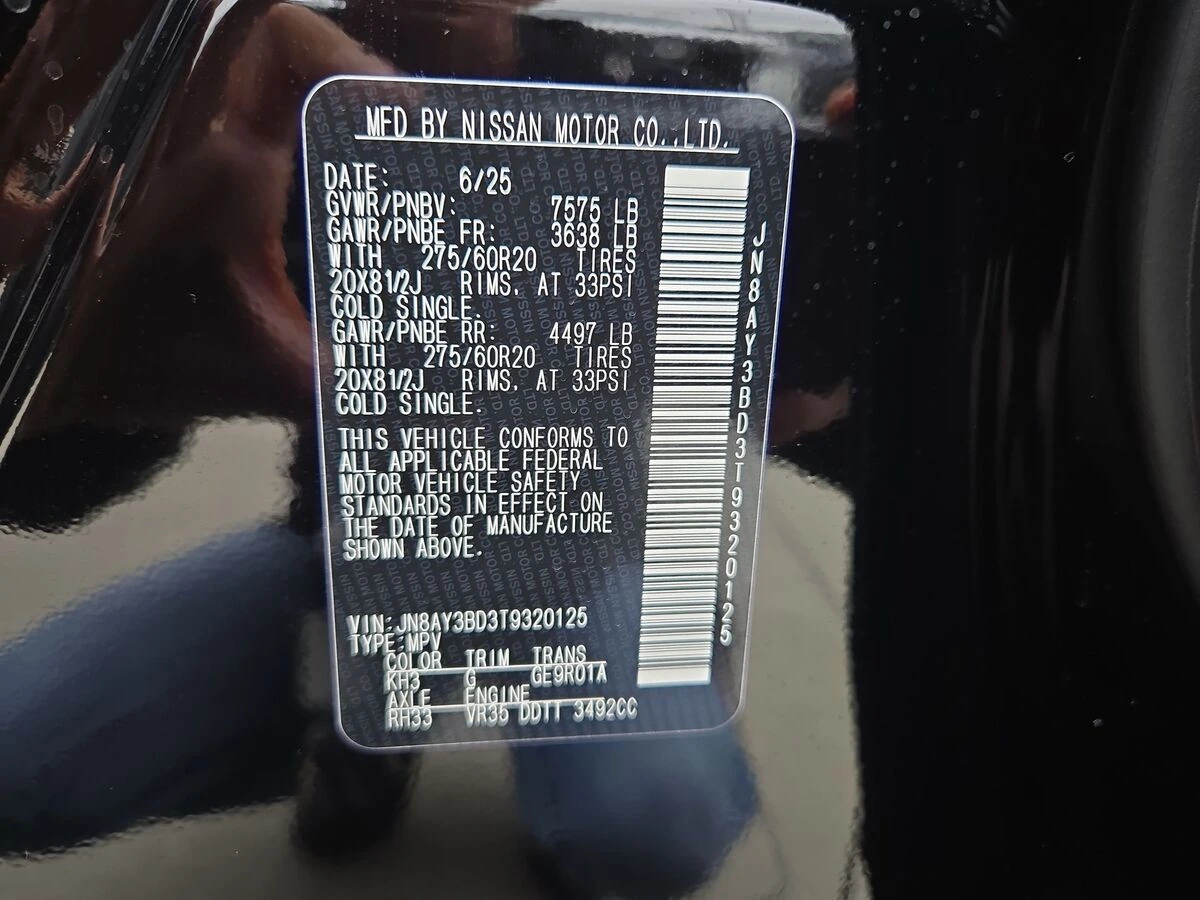 MFD BY NISSAN MOTOR CO.,LTD.
DATE: 6/25
GVWR/PNBV: 7575 LB
GAWR/PNBE FR: 3638 LB
WITH 275/60R20 TIRES
20X81/2J RIMS, AT 33PSI
COLD SINGLE.
GAWR/PNBE RR: 4497 LB
WITH 275/60R20 TIRES
20X81/2J RIMS, AT 33PSI
COLD SINGLE.
THIS VEHICLE CONFORMS TO
ALL APPLICABLE FEDERAL
MOTOR VEHICLE SAFETY
STANDARDS IN EFFECT ON
THE DATE OF MANUFACTURE
SHOWN ABOVE.
VIN:JN8AY3BD3T9320125
TYPE:MPV
COLOR TRIM TRANS
KH3 G GE9R01A
AXLE ENGINE
RH33 VR35 DDTT 3492CC
JN8AY3BD3T9320125